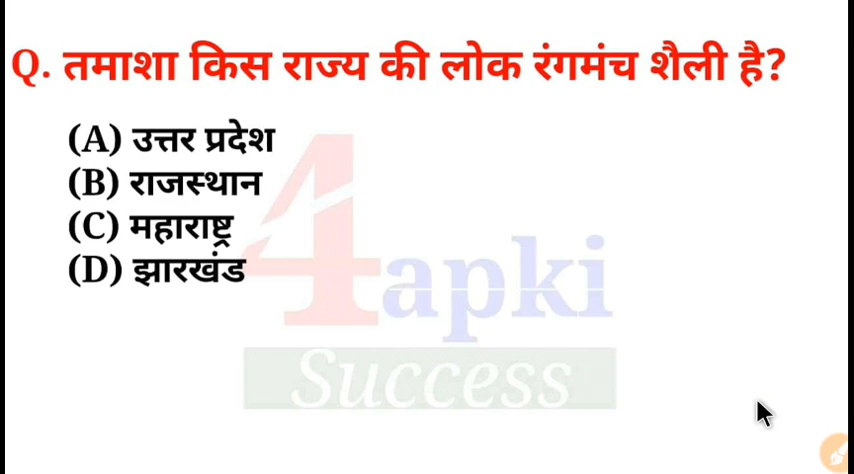 Q. तमाशा किस राज्य की लोक रंगमंच शैली है?
(A) उत्तर प्रदेश
(B) राजस्थान
(C) महाराष्ट्र
(D) झारखंड
4apki
Success